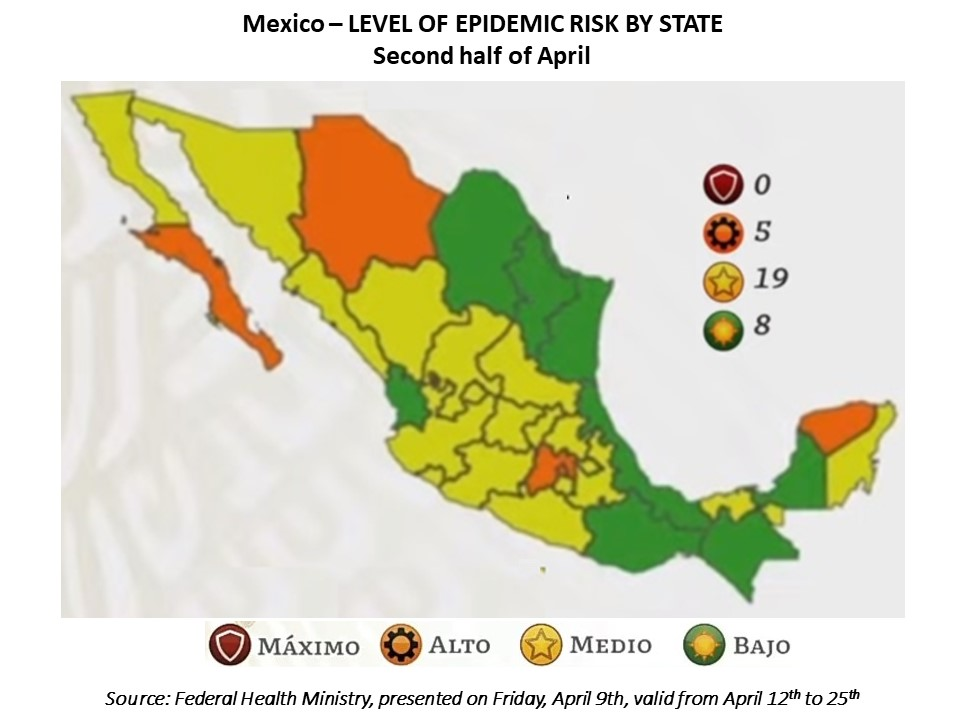 Mexico – LEVEL OF EPIDEMIC RISK BY STATE
Second half of April
0
5
19
8
MÁXIMO
ALTO
MEDIO
BAJO
Source: Federal Health Ministry, presented on Friday, April 9th, valid from April 12th to 25th